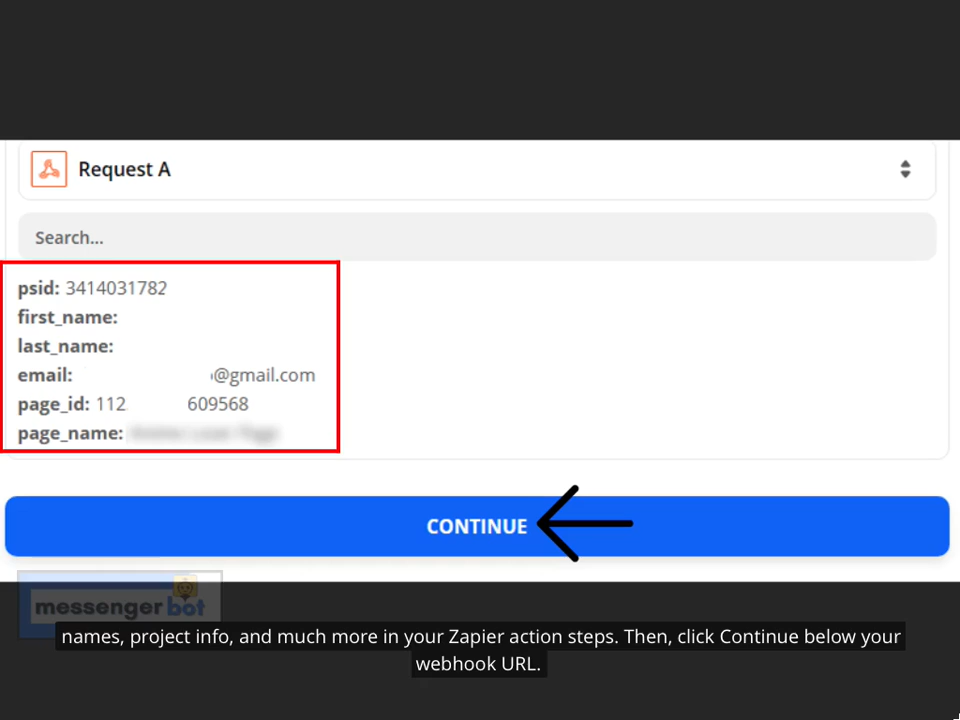 Request A
Search...
psid: 3414031782
first_name:
last_name:
email: @gmail.com
page_id: 112 609568
page_name:
CONTINUE
messenger bot
names, project info, and much more in your Zapier action steps. Then, click Continue below your
webhook URL.